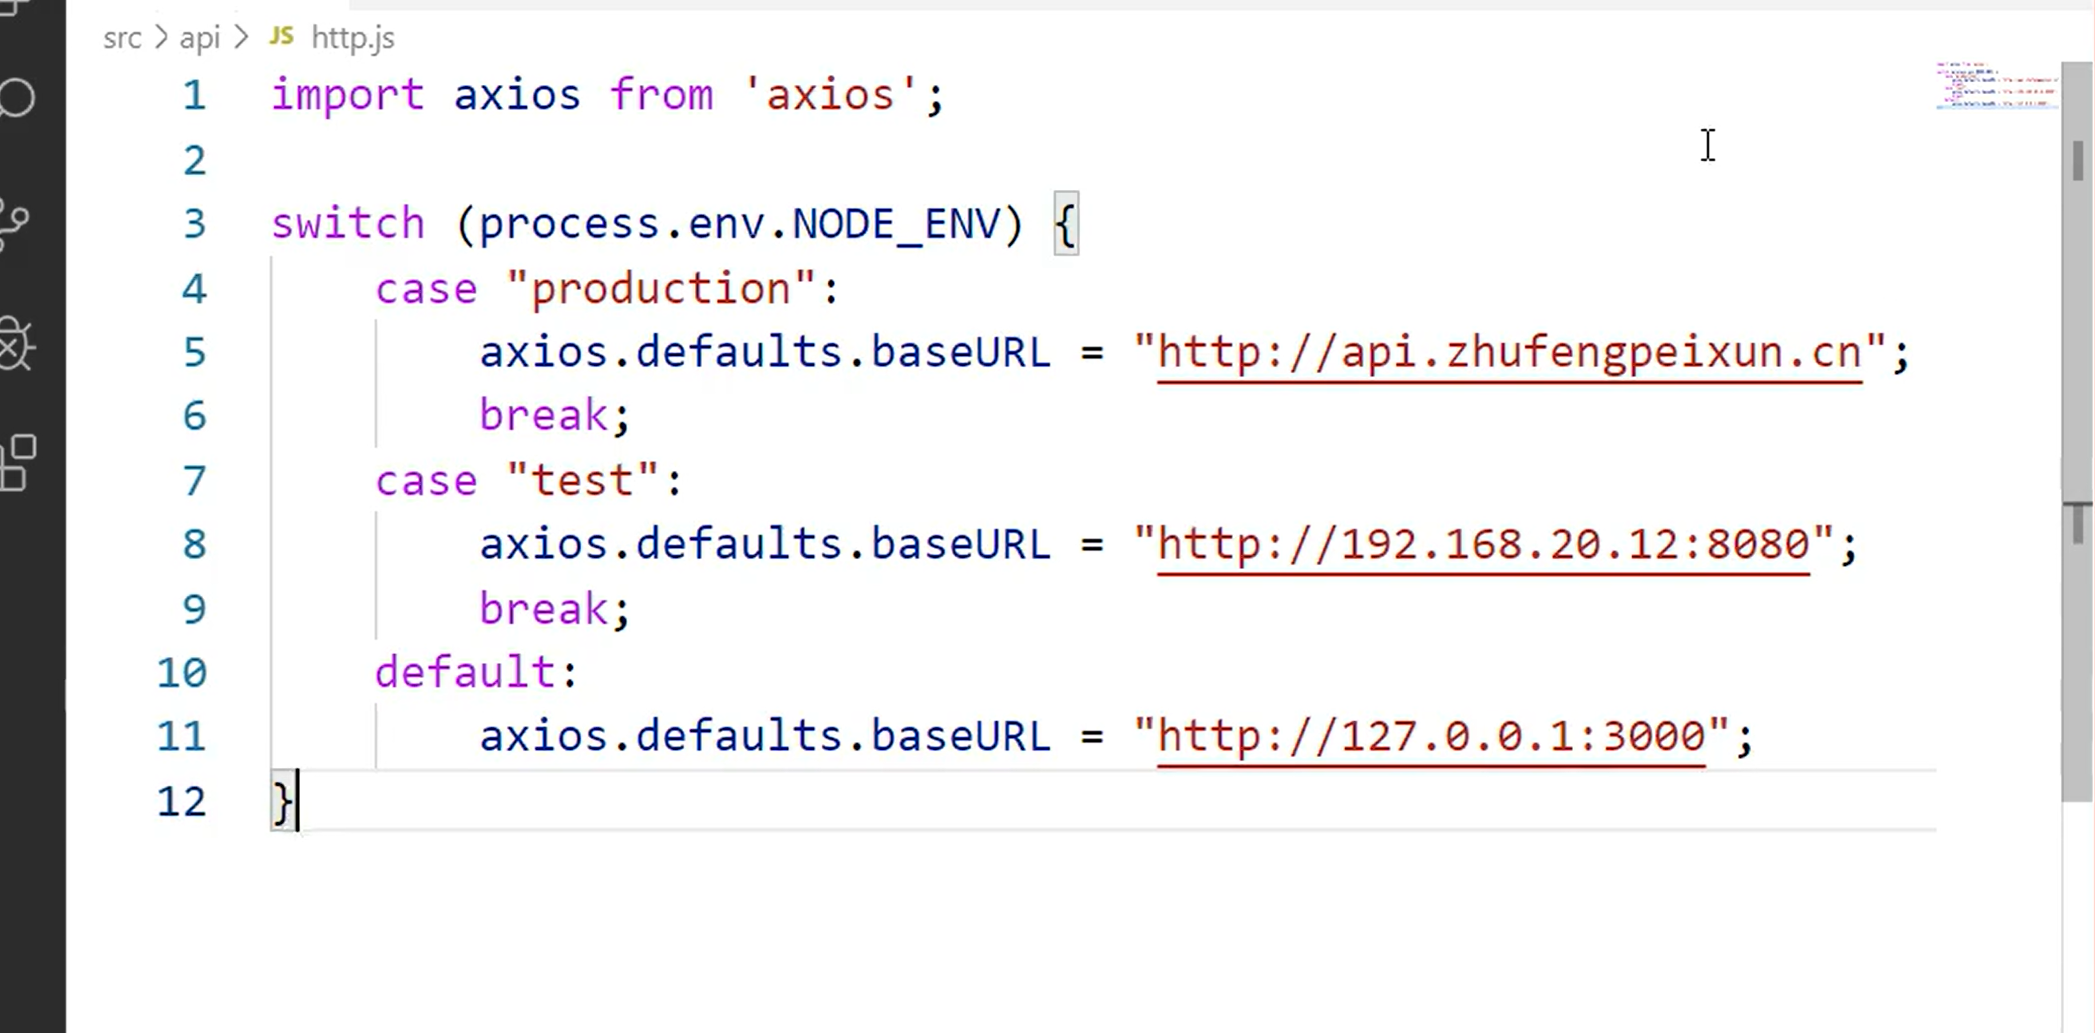 src > api > JS http.js
1 import axios from 'axios';
2
3 switch (process.env.NODE_ENV) {
4     case "production":
5         axios.defaults.baseURL = "http://api.zhufengpeixun.cn";
6         break;
7     case "test":
8         axios.defaults.baseURL = "http://192.168.20.12:8080";
9         break;
10     default:
11         axios.defaults.baseURL = "http://127.0.0.1:3000";
12 }